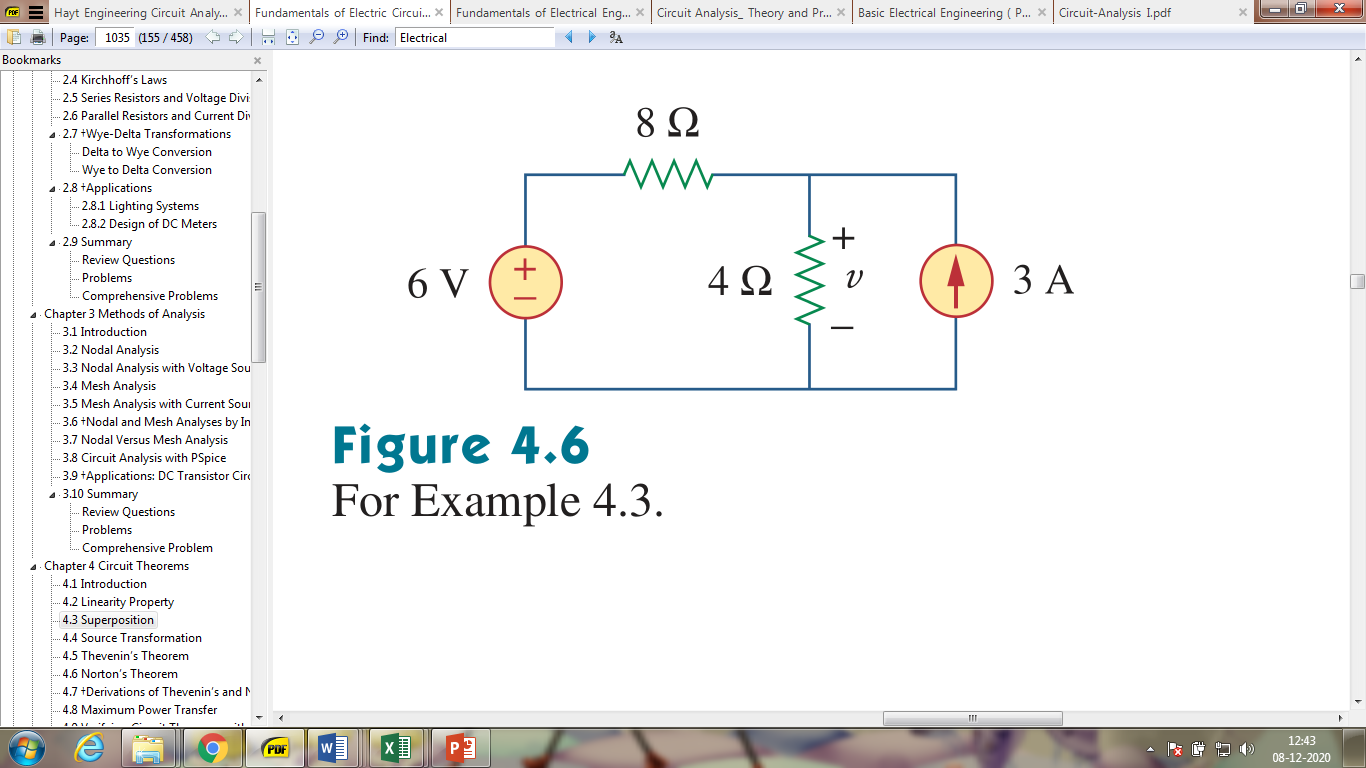 Hayt Engineering Circuit Analy...
Fundamentals of Electric Circui...
Fundamentals of Electrical Eng...
Circuit Analysis_ Theory and Pr...
Basic Electrical Engineering ( P...
Circuit-Analysis I.pdf
Page: 1035 (155 / 458) Find: Electrical
Bookmarks
2.4 Kirchhoff's Laws
2.5 Series Resistors and Voltage Divi
2.6 Parallel Resistors and Current Div
2.7 †Wye-Delta Transformations
Delta to Wye Conversion
Wye to Delta Conversion
2.8 †Applications
2.8.1 Lighting Systems
2.8.2 Design of DC Meters
2.9 Summary
Review Questions
Problems
Comprehensive Problems
Chapter 3 Methods of Analysis
3.1 Introduction
3.2 Nodal Analysis
3.3 Nodal Analysis with Voltage Sou
3.4 Mesh Analysis
3.5 Mesh Analysis with Current Sour
3.6 †Nodal and Mesh Analyses by In
3.7 Nodal Versus Mesh Analysis
3.8 Circuit Analysis with PSpice
3.9 †Applications: DC Transistor Circ
3.10 Summary
Review Questions
Problems
Comprehensive Problem
Chapter 4 Circuit Theorems
4.1 Introduction
4.2 Linearity Property
4.3 Superposition
4.4 Source Transformation
4.5 Thevenin's Theorem
4.6 Norton's Theorem
4.7 †Derivations of Thevenin's and N
4.8 Maximum Power Transfer
8 Ω
6 V
+
−
4 Ω
+
v
−
3 A
Figure 4.6
For Example 4.3.
PDF
12:43
08-12-2020